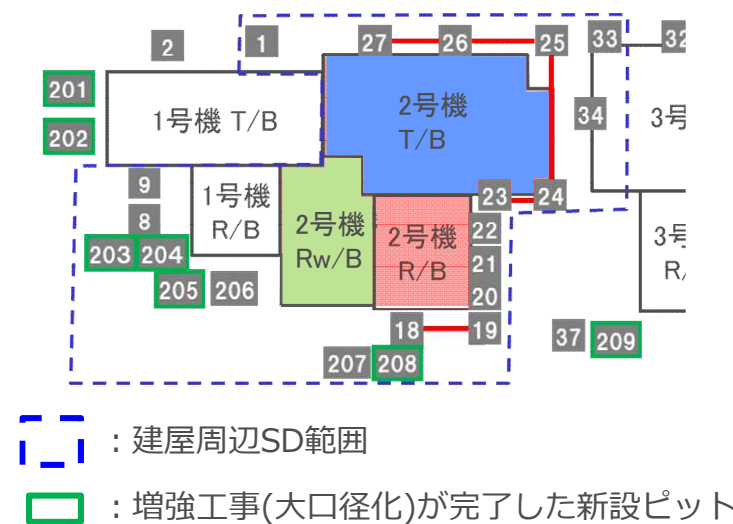 2 1 27 26 25 33 32
201
202
1号機 T/B
2号機
T/B
34
3号
9
8
1号機
R/B
2号機
Rw/B
2号機
R/B
23 24
22
21
20
3号
R/
203 204
205 206
18 19
37 209
207 208
：建屋周辺SD範囲
：増強工事(大口径化)が完了した新設ピット